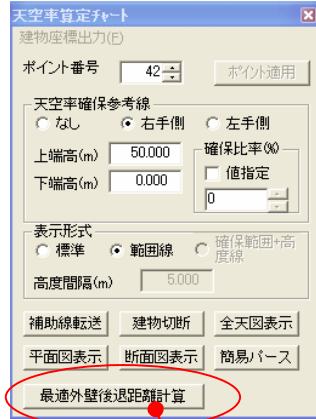 天空率算定チャート
建物座標出力(E)
ポイント番号 42 ポイント適用
天空率確保参考線
なし 右手側 左手側
上端高(m) 50.000 確保比率(%)
下端高(m) 0.000 値指定
0
表示形式
標準 範囲線 確保範囲+高度線
高度間隔(m) 5.000
補助線転送 建物切断 全天図表示
平面図表示 断面図表示 簡易パース
最適外壁後退距離計算